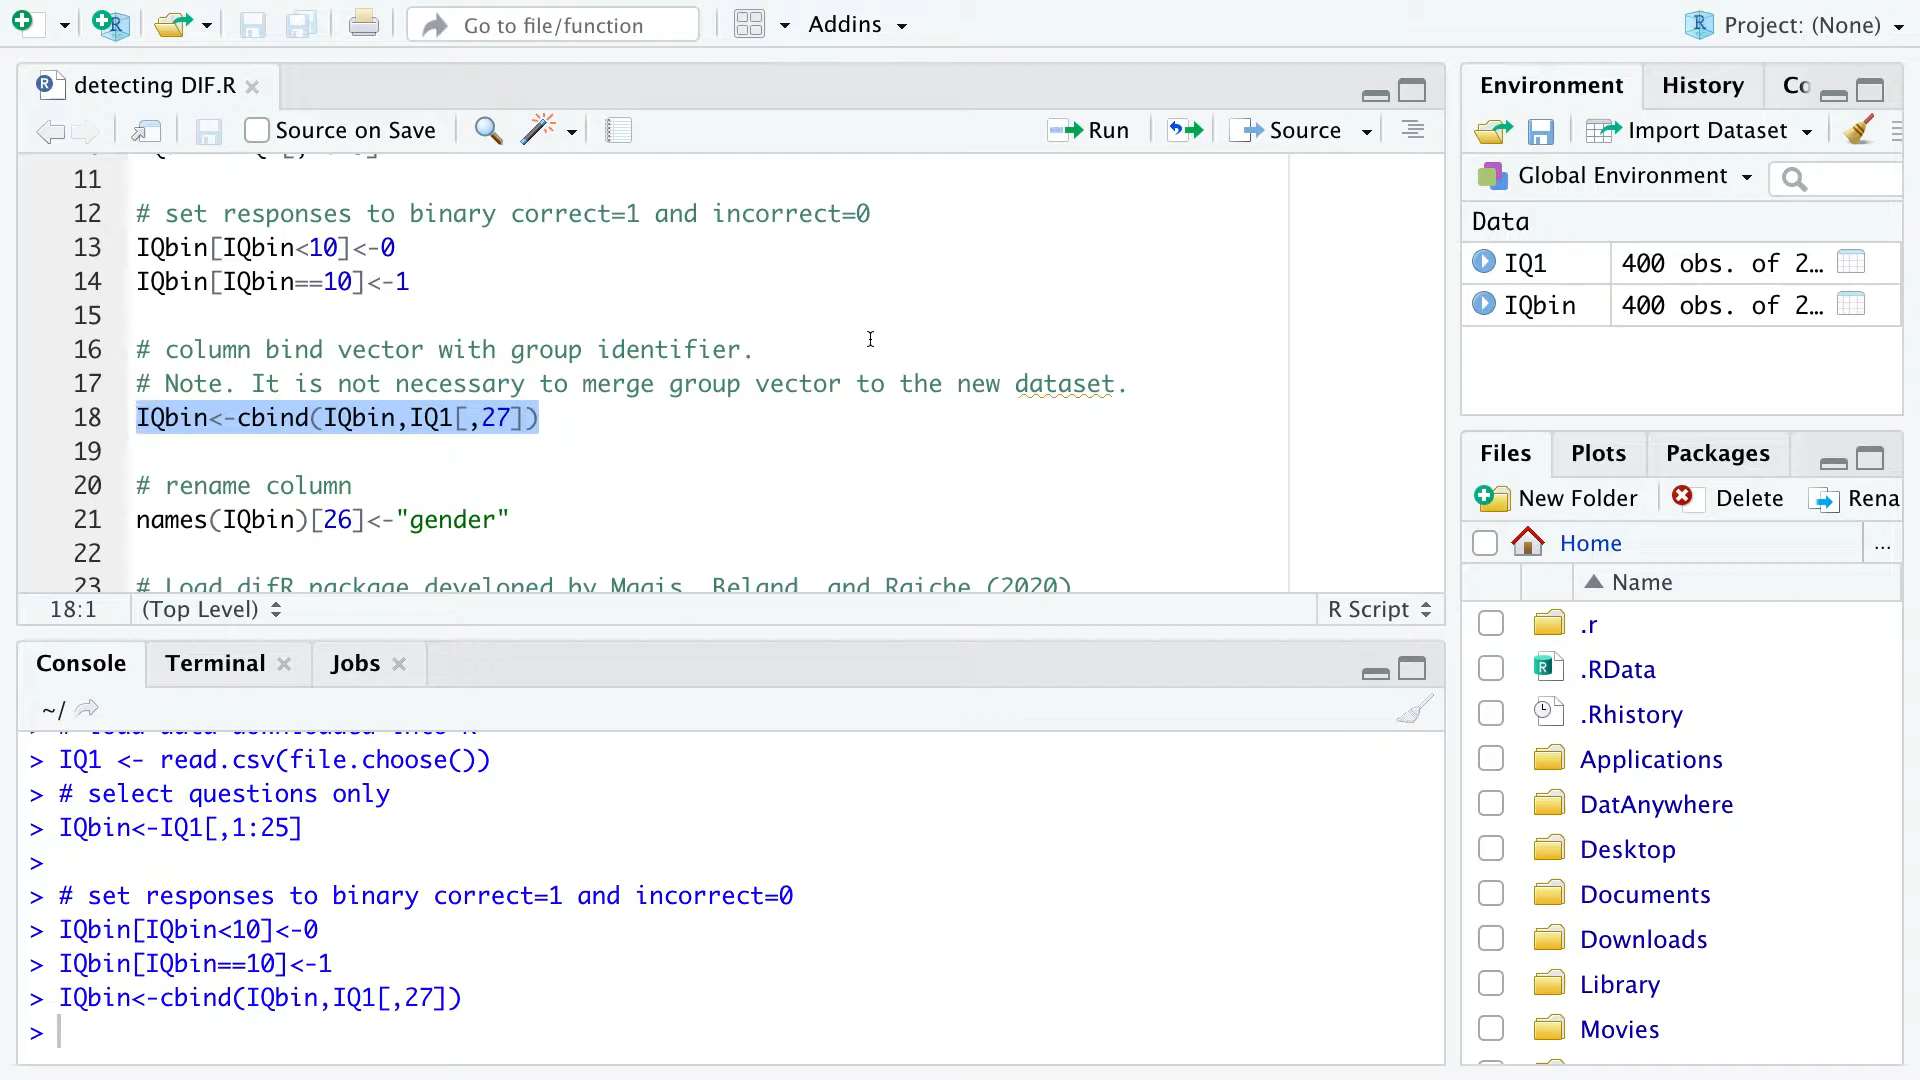 Go to file/function
Addins
Project: (None)
detecting DIF.R
Source on Save
Run
Source
11
12 # set responses to binary correct=1 and incorrect=0
13 IQbin[IQbin<10]<-0
14 IQbin[IQbin==10]<-1
15
16 # column bind vector with group identifier.
17 # Note. It is not necessary to merge group vector to the new dataset.
18 IQbin<-cbind(IQbin,IQ1[,27])
19
20 # rename column
21 names(IQbin)[26]<-"gender"
22
23 # Load difR package developed by Magis, Beland, and Raiche (2020)
18:1 (Top Level) R Script
Console Terminal Jobs
~/
> IQ1 <- read.csv(file.choose())
> # select questions only
> IQbin<-IQ1[,1:25]
>
> # set responses to binary correct=1 and incorrect=0
> IQbin[IQbin<10]<-0
> IQbin[IQbin==10]<-1
> IQbin<-cbind(IQbin,IQ1[,27])
>
Environment History Co
Import Dataset
Global Environment
Data
IQ1 400 obs. of 2…
IQbin 400 obs. of 2…
Files Plots Packages
New Folder Delete Rena
Home ...
Name
.r
.RData
.Rhistory
Applications
DatAnywhere
Desktop
Documents
Downloads
Library
Movies